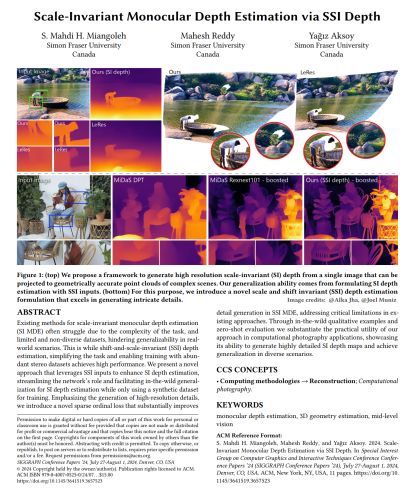 Scale-Invariant Monocular Depth Estimation via SSI Depth
S. Mahdi H. Miangoleh
Simon Fraser University
Canada
Mahesh Reddy
Simon Fraser University
Canada
Yağız Aksoy
Simon Fraser University
Canada
Input Image
Ours (SI depth)
Ours
LeRes
Ours
LeRes
LeRes
Input image
MiDaS DPT
MiDaS Rexnext101 - boosted
Ours (SSI depth) - boosted
Figure 1: (top) We propose a framework to generate high resolution scale-invariant (SI) depth from a single image that can be
projected to geometrically accurate point clouds of complex scenes. Our generalization ability comes from formulating SI depth
estimation with SSI inputs. (bottom) For this purpose, we introduce a novel scale and shift invariant (SSI) depth estimation
formulation that excels in generating intricate details.
Image credits: @Alka Jha, @Joel Muniz
ABSTRACT
Existing methods for scale-invariant monocular depth estimation
(SI MDE) often struggle due to the complexity of the task, and
limited and non-diverse datasets, hindering generalizability in real-
world scenarios. This is while shift-and-scale-invariant (SSI) depth
estimation, simplifying the task and enabling training with abun-
dant stereo datasets achieves high performance. We present a novel
approach that leverages SSI inputs to enhance SI depth estimation,
streamlining the network's role and facilitating in-the-wild general-
ization for SI depth estimation while only using a synthetic dataset
for training. Emphasizing the generation of high-resolution details,
we introduce a novel sparse ordinal loss that substantially improves
Permission to make digital or hard copies of all or part of this work for personal or
classroom use is granted without fee provided that copies are not made or distributed
for profit or commercial advantage and that copies bear this notice and the full citation
on the first page. Copyrights for components of this work owned by others than the
author(s) must be honored. Abstracting with credit is permitted. To copy otherwise, or
republish, to post on servers or to redistribute to lists, requires prior specific permission
and/or a fee. Request permissions from permissions@acm.org.
SIGGRAPH Conference Papers '24, July 27-August 1, 2024, Denver, CO, USA
© 2024 Copyright held by the owner/author(s). Publication rights licensed to ACM.
ACM ISBN 979-8-4007-0525-0/24/07...$15.00
https://doi.org/10.1145/3641519.3657523
detail generation in SSI MDE, addressing critical limitations in ex-
isting approaches. Through in-the-wild qualitative examples and
zero-shot evaluation we substantiate the practical utility of our
approach in computational photography applications, showcasing
its ability to generate highly detailed SI depth maps and achieve
generalization in diverse scenarios.
CCS CONCEPTS
• Computing methodologies → Reconstruction; Computational
photography.
KEYWORDS
monocular depth estimation, 3D geometry estimation, mid-level
vision
ACM Reference Format:
S. Mahdi H. Miangoleh, Mahesh Reddy, and Yağız Aksoy. 2024. Scale-
Invariant Monocular Depth Estimation via SSI Depth. In Special Interest
Group on Computer Graphics and Interactive Techniques Conference Confer-
ence Papers '24 (SIGGRAPH Conference Papers '24), July 27-August 1, 2024,
Denver, CO, USA. ACM, New York, NY, USA, 11 pages. https://doi.org/10.
1145/3641519.3657523